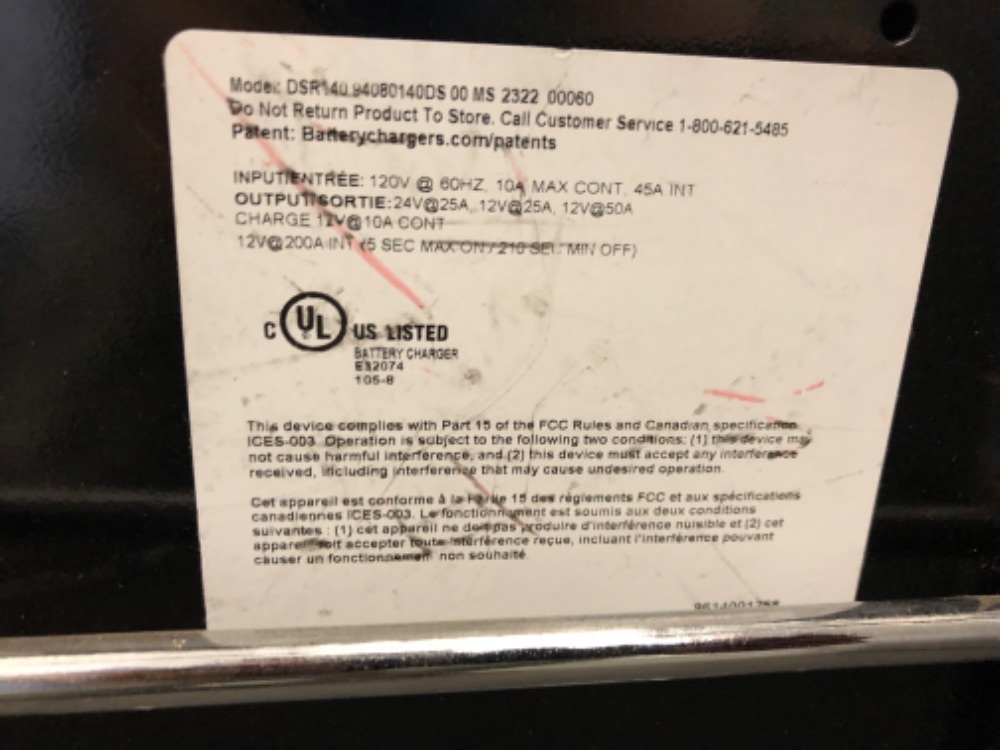 Model: DSR140 94080140DS 00 MS 2322 00060
Do Not Return Product To Store. Call Customer Service 1-800-621-5485
Patent: Batterychargers.com/patents
INPUT/ENTRÉE: 120V @ 60HZ, 10A MAX CONT, 45A INT
OUTPUT/SORTIE: 24V@25A, 12V@25A, 12V@50A
CHARGE 12V@10A CONT
12V@200A INT (5 SEC MAX ON / 210 SEC MIN OFF)
C UL US LISTED
BATTERY CHARGER
E32074
105-8
This device complies with Part 15 of the FCC Rules and Canadian specification
ICES-003. Operation is subject to the following two conditions: (1) this device may
not cause harmful interference, and (2) this device must accept any interference
received, including interference that may cause undesired operation.
Cet appareil est conforme à la Partie 15 des réglements FCC et aux spécifications
canadiennes ICES-003. Le fonctionnement est soumis aux deux conditions
suivantes : (1) cet appareil ne doit pas produire d'interférence nuisible et (2) cet
appareil doit accepter toute interférence reçue, incluant l'interférence pouvant
causer un fonctionnement non souhaité.